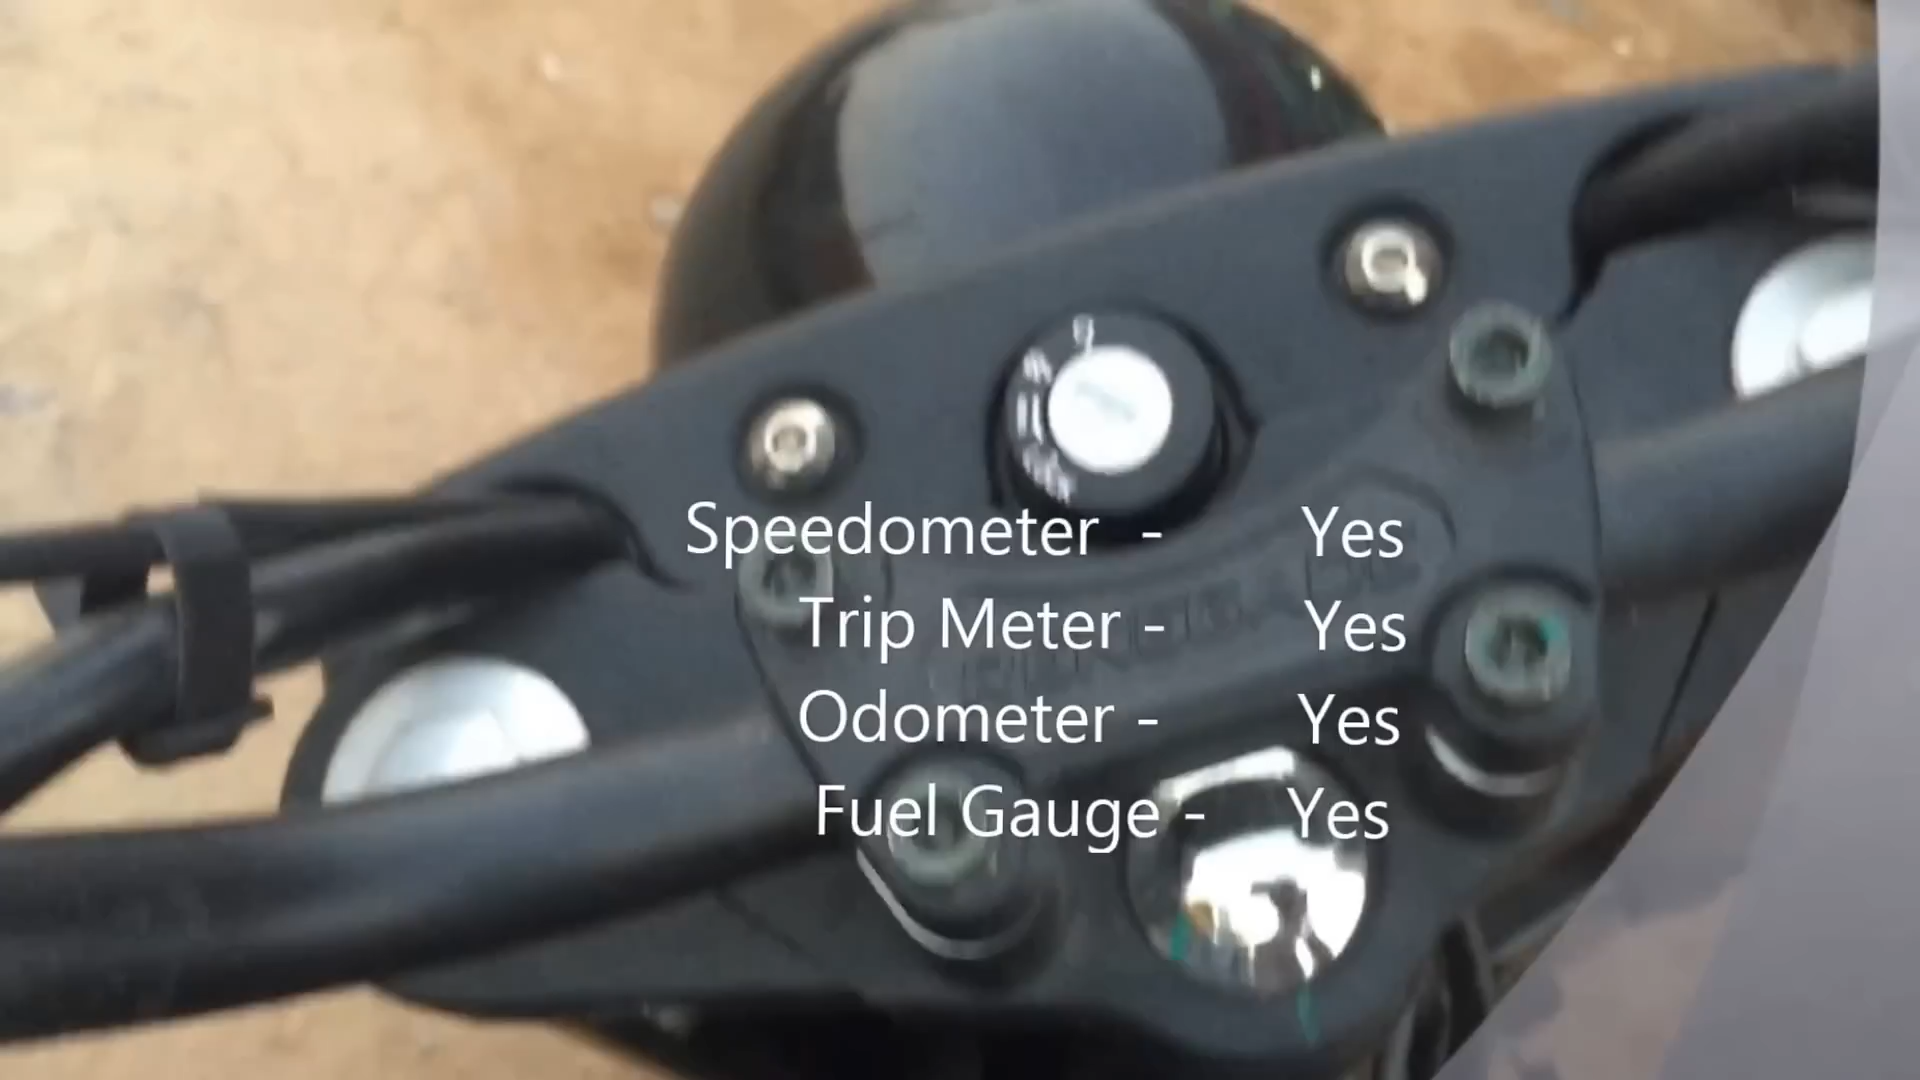 Speedometer - Yes
Trip Meter - Yes
Odometer - Yes
Fuel Gauge - Yes